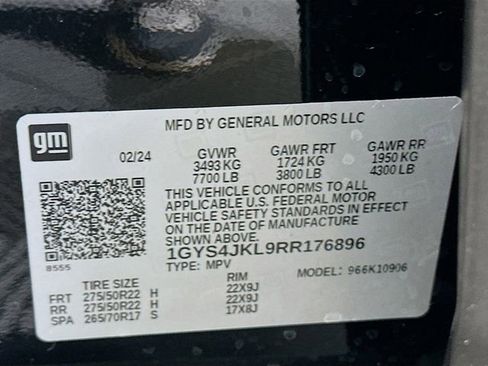 gm
MFD BY GENERAL MOTORS LLC
02/24 GVWR GAWR FRT GAWR RR
3493 KG 1724 KG 1950 KG
7700 LB 3800 LB 4300 LB
THIS VEHICLE CONFORMS TO ALL
APPLICABLE U.S. FEDERAL MOTOR
VEHICLE SAFETY STANDARDS IN EFFECT
ON THE DATE OF MANUFACTURE
SHOWN ABOVE.
8555 1GYS4JKL9RR176896
TYPE: MPV MODEL: 966K10906
TIRE SIZE RIM
FRT 275/50R22 H 22X9J
RR 275/50R22 H 22X9J
SPA 265/70R17 S 17X8J